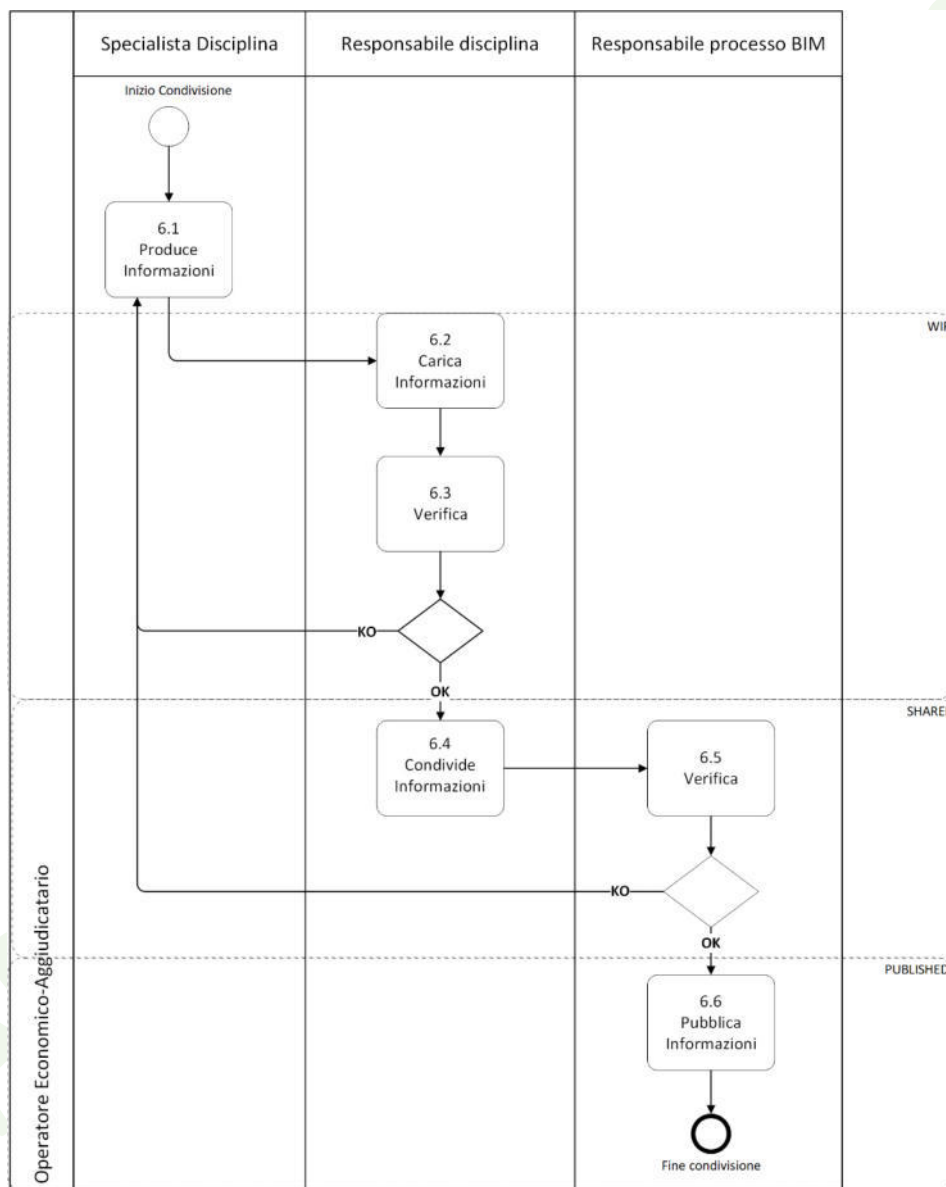 Specialista Disciplina
Responsabile disciplina
Responsabile processo BIM
Inizio Condivisione
6.1
Produce
Informazioni
WIP
6.2
Carica
Informazioni
6.3
Verifica
KO
OK
SHARED
6.4
Condivide
Informazioni
6.5
Verifica
KO
OK
PUBLISHED
6.6
Pubblica
Informazioni
Fine condivisione
Operatore Economico-Aggiudicatario